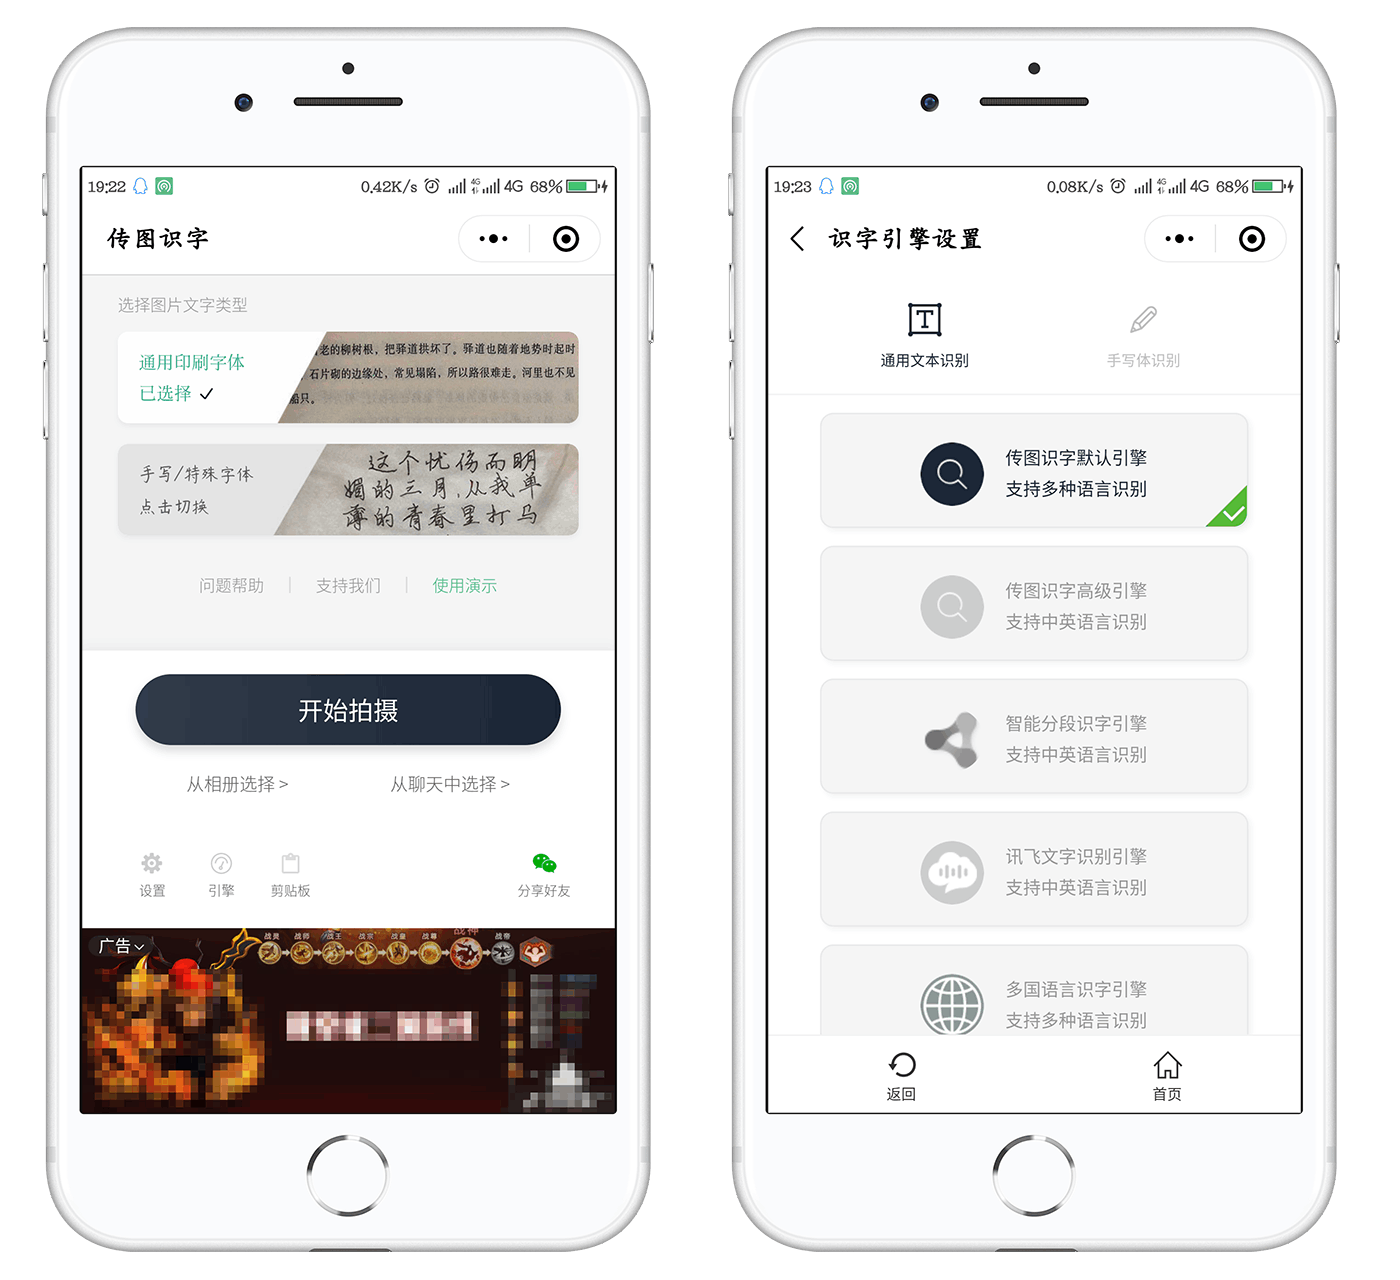 19:22
0.42K/s
4G
4G 68%
传图识字
选择图片文字类型
通用印刷字体
已选择
老的柳树根，把驿道拱坏了。驿道也随着地势时起时
石片砌的边缘处，常见塌陷，所以路很难走。河里也不见
船只。
手写/特殊字体
点击切换
这个忧伤而明
媚的三月,从我单
薄的青春里打马
问题帮助
支持我们
使用演示
开始拍摄
从相册选择 >
从聊天中选择 >
设置
引擎
剪贴板
分享好友
广告
战灵 战师 战王 战宗 战皇 战尊 战神 战帝
19:23
0.08K/s
4G
4G 68%
识字引擎设置
T
通用文本识别
手写体识别
传图识字默认引擎
支持多种语言识别
传图识字高级引擎
支持中英语言识别
智能分段识字引擎
支持中英语言识别
讯飞文字识别引擎
支持中英语言识别
多国语言识字引擎
支持多种语言识别
返回
首页